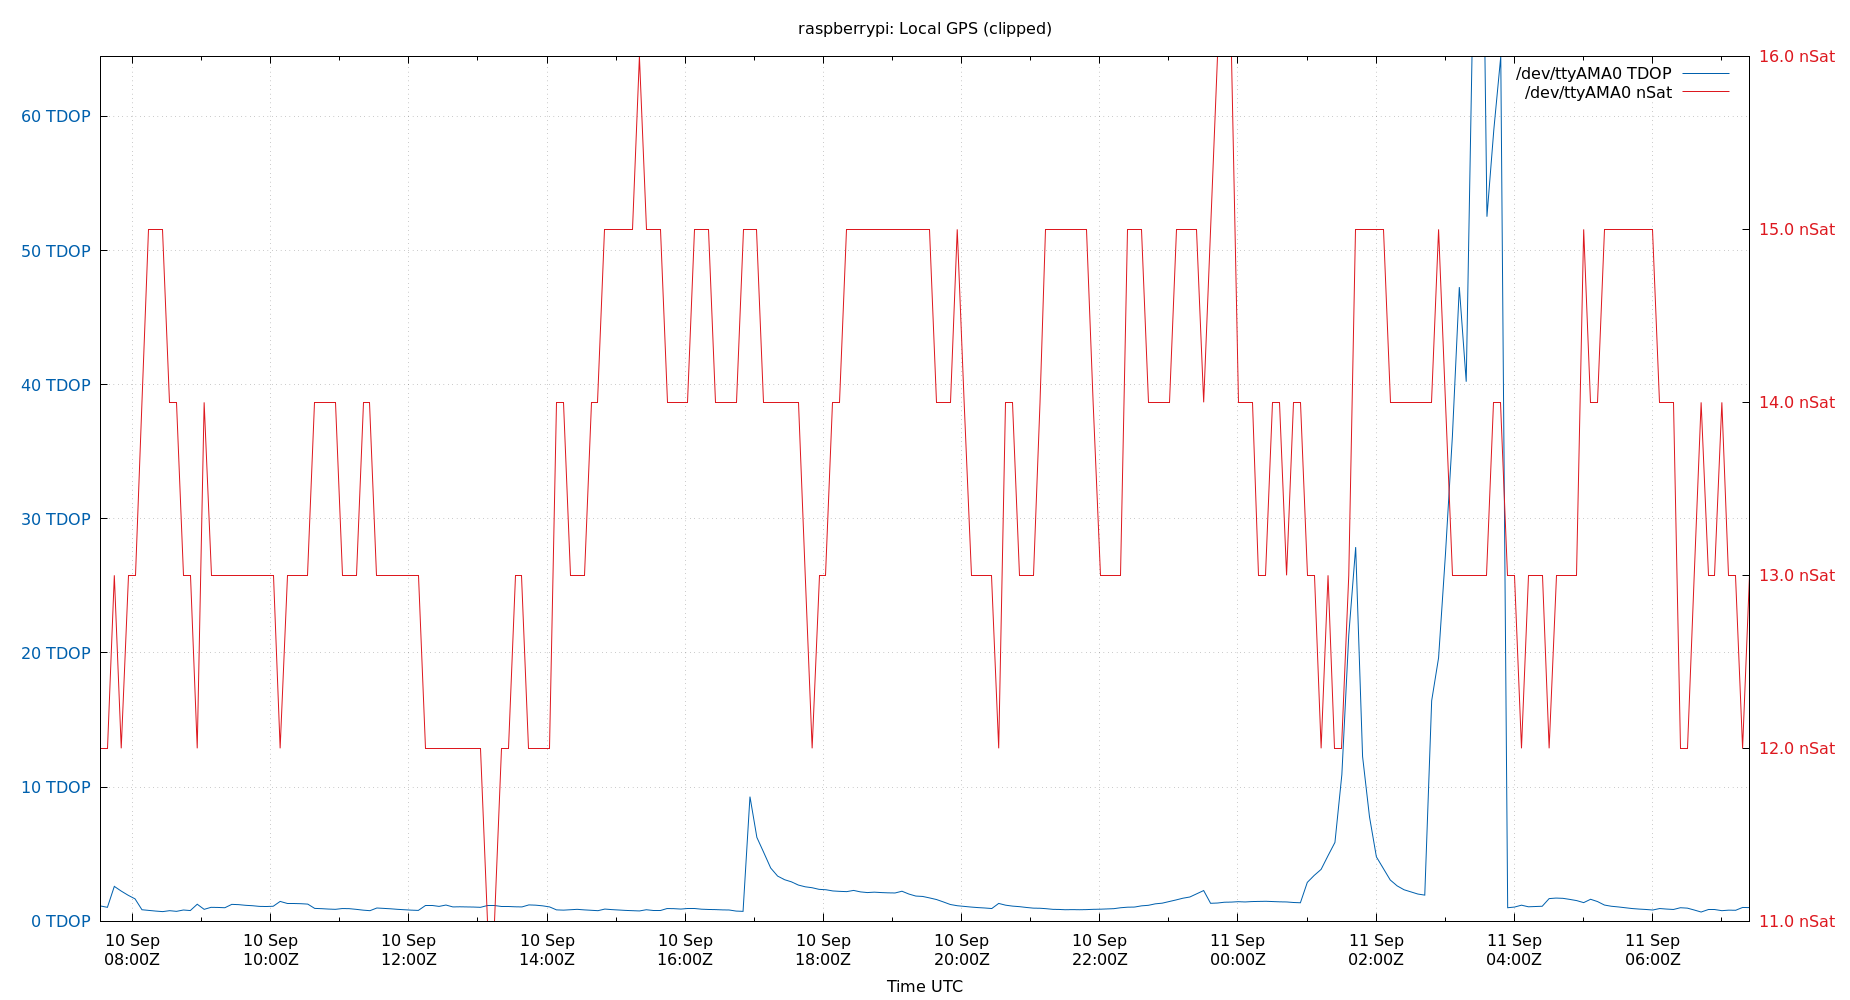 raspberrypi: Local GPS (clipped)
/dev/ttyAMA0 TDOP
/dev/ttyAMA0 nSat
60 TDOP
50 TDOP
40 TDOP
30 TDOP
20 TDOP
10 TDOP
0 TDOP
16.0 nSat
15.0 nSat
14.0 nSat
13.0 nSat
12.0 nSat
11.0 nSat
10 Sep
08:00Z
10 Sep
10:00Z
10 Sep
12:00Z
10 Sep
14:00Z
10 Sep
16:00Z
10 Sep
18:00Z
10 Sep
20:00Z
10 Sep
22:00Z
11 Sep
00:00Z
11 Sep
02:00Z
11 Sep
04:00Z
11 Sep
06:00Z
Time UTC